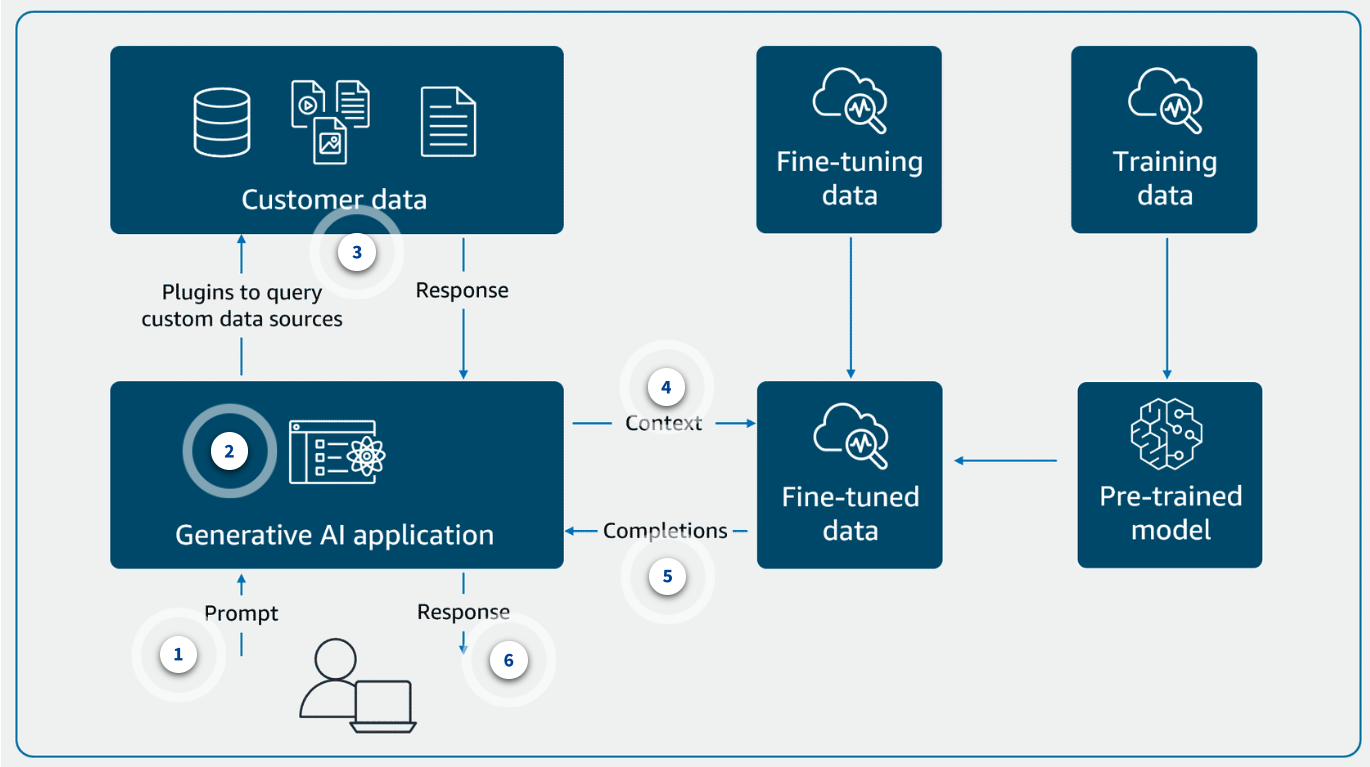 Customer data
3
Plugins to query
custom data sources
Response
Fine-tuning
data
Training
data
2
Generative AI application
4
Context
Completions
5
Fine-tuned
data
Pre-trained
model
1
Prompt
Response
6